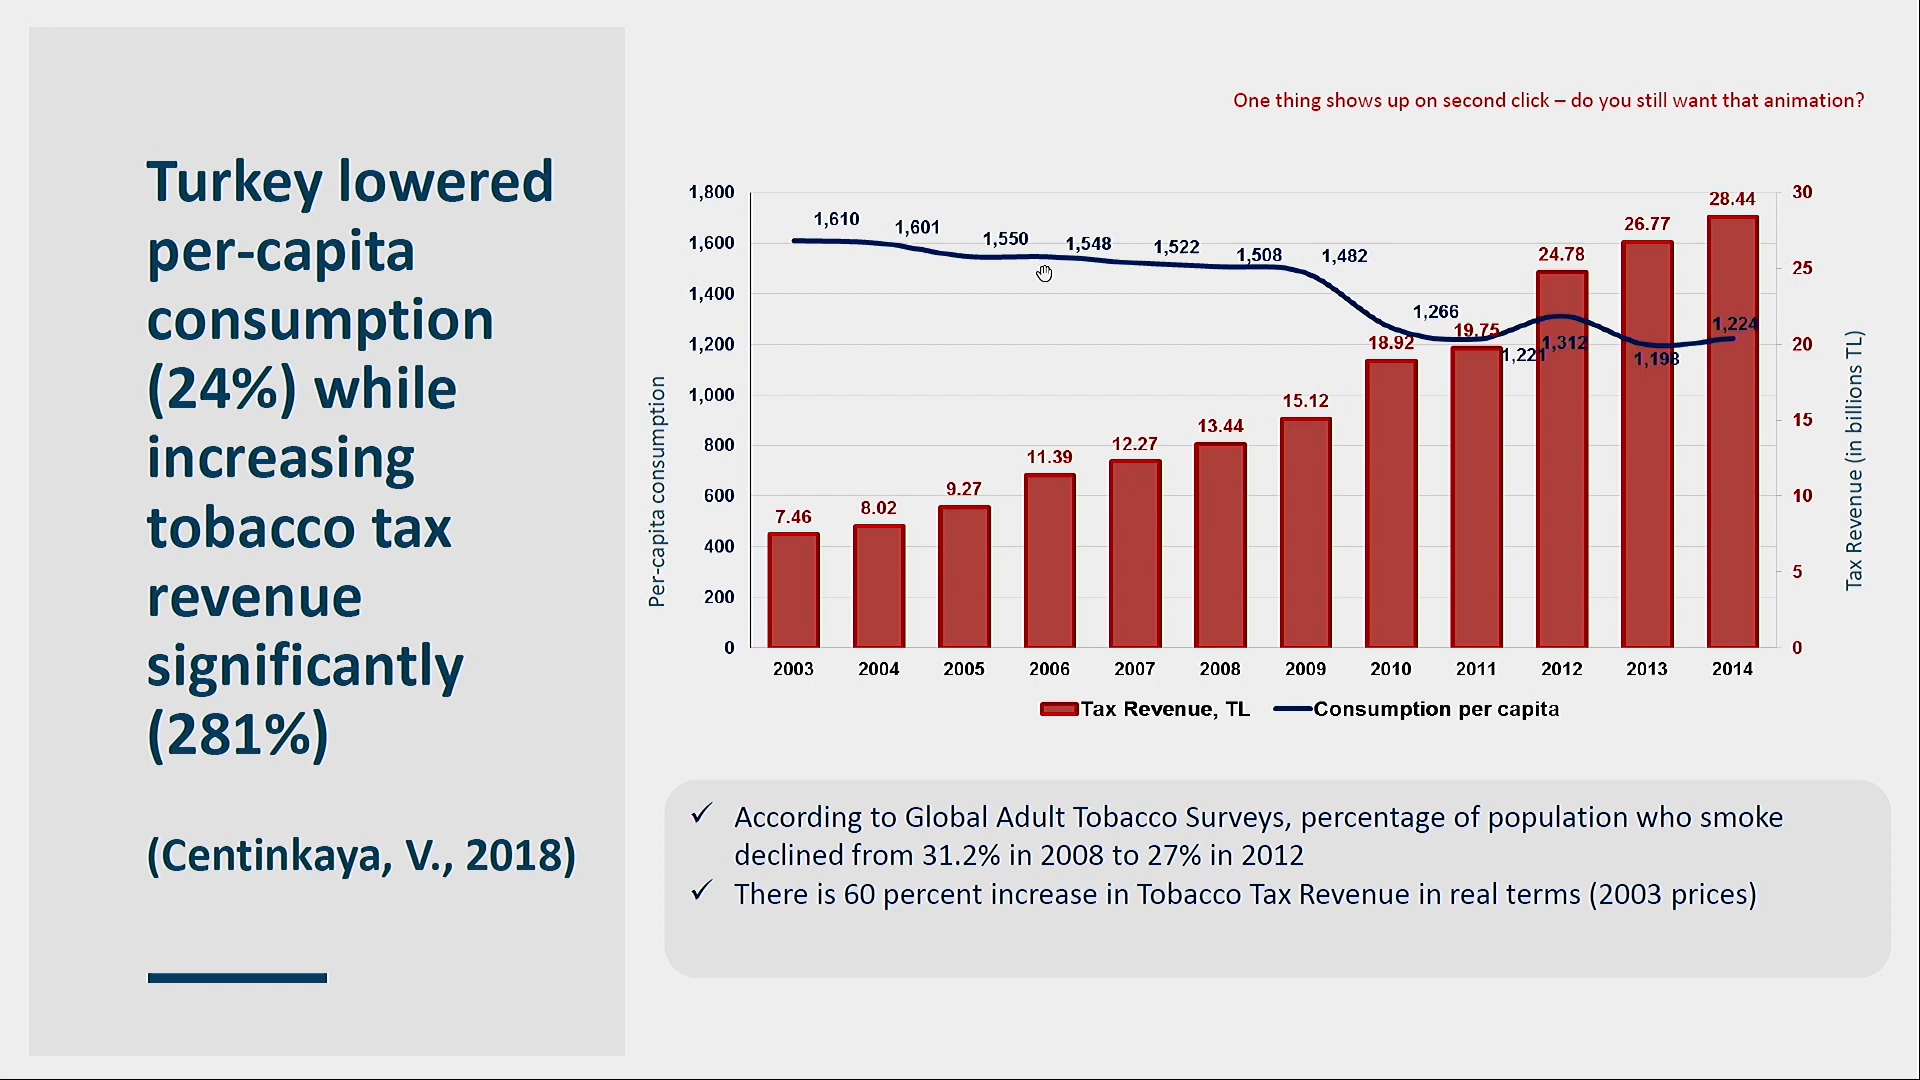 Turkey lowered
per-capita
consumption
(24%) while
increasing
tobacco tax
revenue
significantly
(281%)
(Centinkaya, V., 2018)
One thing shows up on second click – do you still want that animation?
Per-capita consumption
1,800
1,600
1,400
1,200
1,000
800
600
400
200
0
1,610
1,601
1,550
1,548
1,522
1,508
1,482
1,266
1,221
1,312
1,198
1,224
7.46
8.02
9.27
11.39
12.27
13.44
15.12
18.92
19.75
24.78
26.77
28.44
30
25
20
15
10
5
0
Tax Revenue (in billions TL)
2003 2004 2005 2006 2007 2008 2009 2010 2011 2012 2013 2014
Tax Revenue, TL Consumption per capita
✓ According to Global Adult Tobacco Surveys, percentage of population who smoke
declined from 31.2% in 2008 to 27% in 2012
✓ There is 60 percent increase in Tobacco Tax Revenue in real terms (2003 prices)